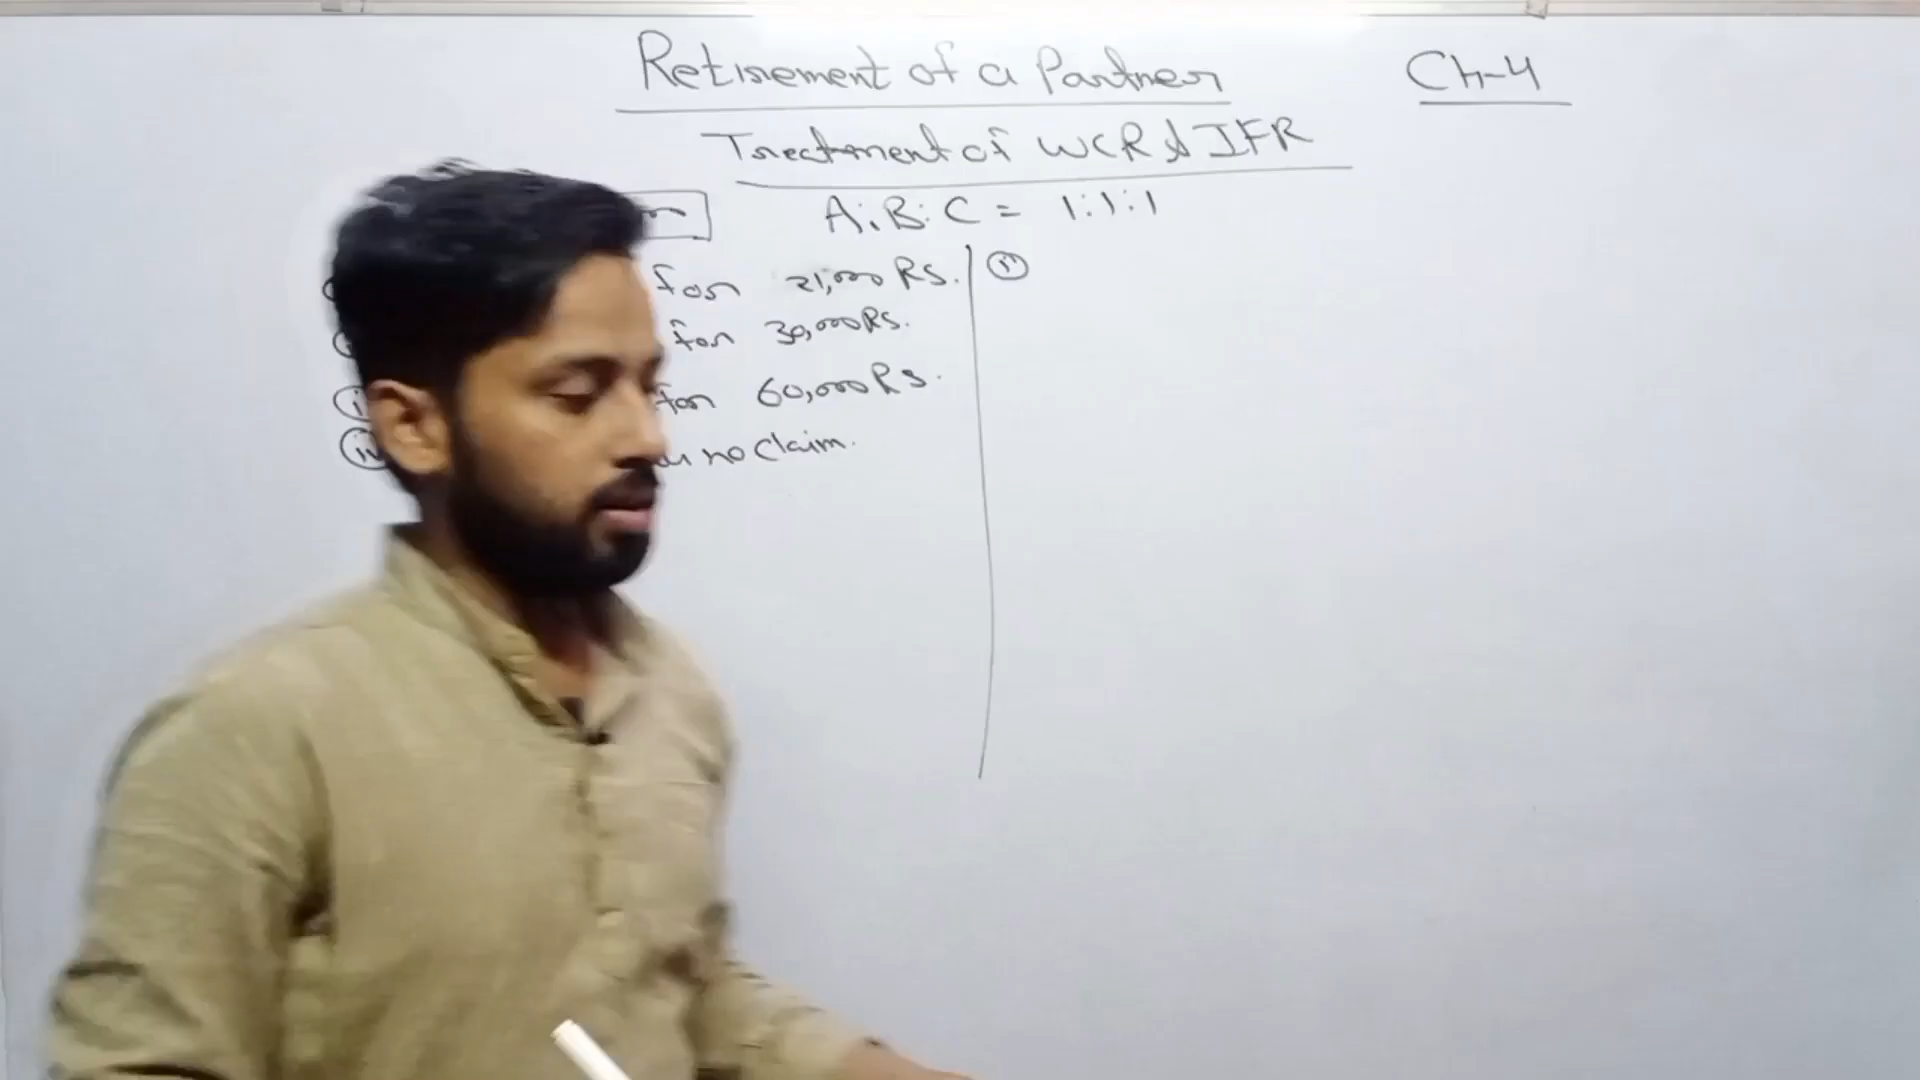 Retirement of a Partner
Ch-4
Treatment of WCR & IFR
A:B:C = 1:1:1
for 21,000 Rs.
for 30,000 Rs.
for 60,000 Rs.
no claim.